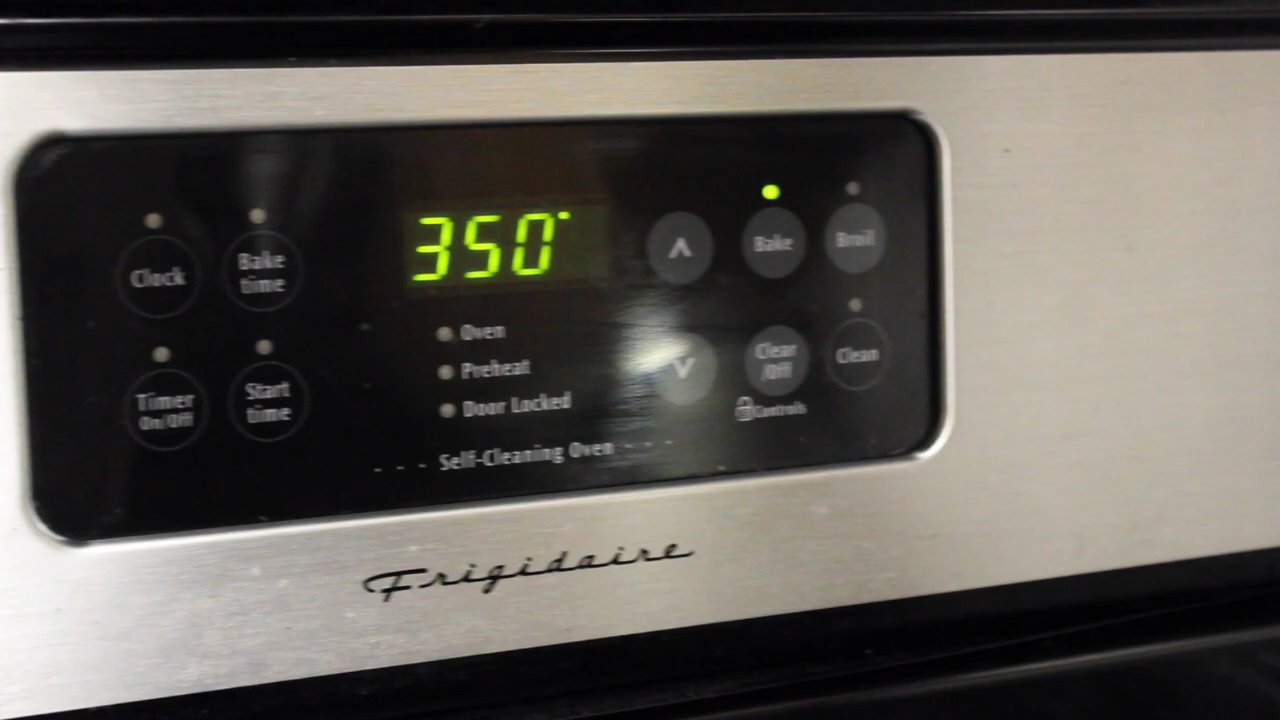 350°
Clock
Bake
time
Timer
On/Off
Start
time
Oven
Preheat
Door Locked
- - - Self-Cleaning Oven - - -
∧
∨
Bake
Broil
Clear
/Off
Controls
Clean
Frigidaire